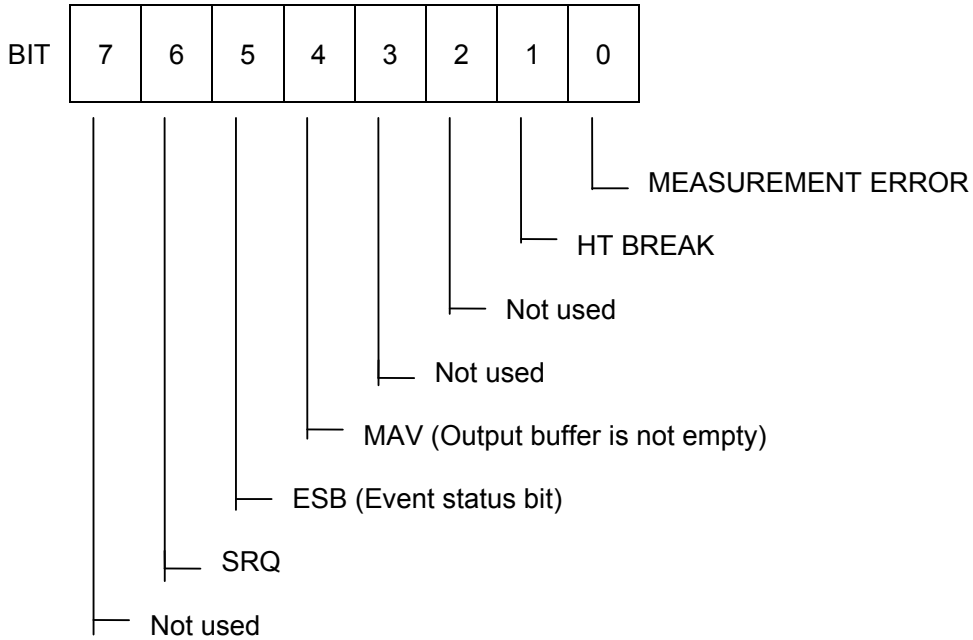 BIT 7 6 5 4 3 2 1 0
MEASUREMENT ERROR
HT BREAK
Not used
Not used
MAV (Output buffer is not empty)
ESB (Event status bit)
SRQ
Not used